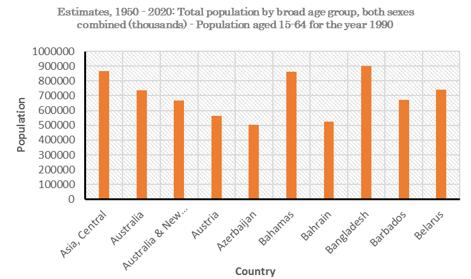 Estimates, 1950 - 2020: Total population by broad age group, both sexes
combined (thousands) - Population aged 15-64 for the year 1990
Population
1000000
900000
800000
700000
600000
500000
400000
300000
200000
100000
0
Asia, Central
Australia
Australia & New...
Austria
Azerbaijan
Bahamas
Bahrain
Bangladesh
Barbados
Belarus
Country